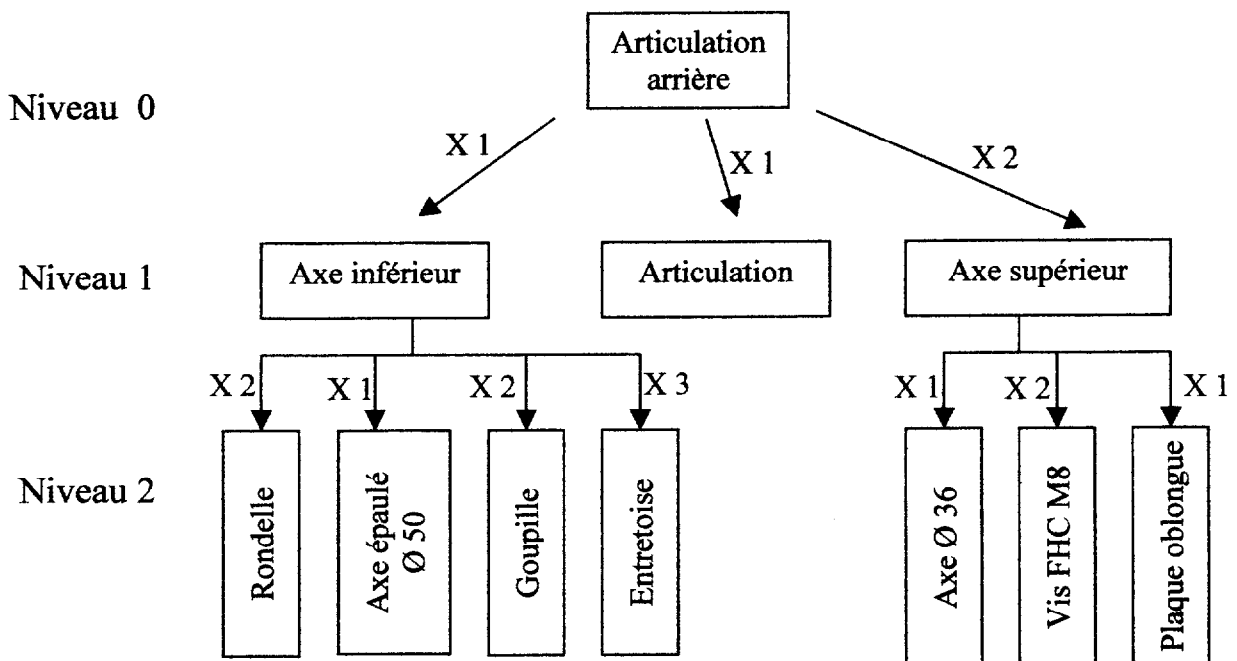 Articulation
arrière
Niveau 0
X 1
X 1
X 2
Niveau 1
Axe inférieur
Articulation
Axe supérieur
X 2
X 1
X 2
X 3
X 1
X 2
X 1
Niveau 2
Rondelle
Axe épaulé
Ø 50
Goupille
Entretoise
Axe Ø 36
Vis FHC M8
Plaque oblongue